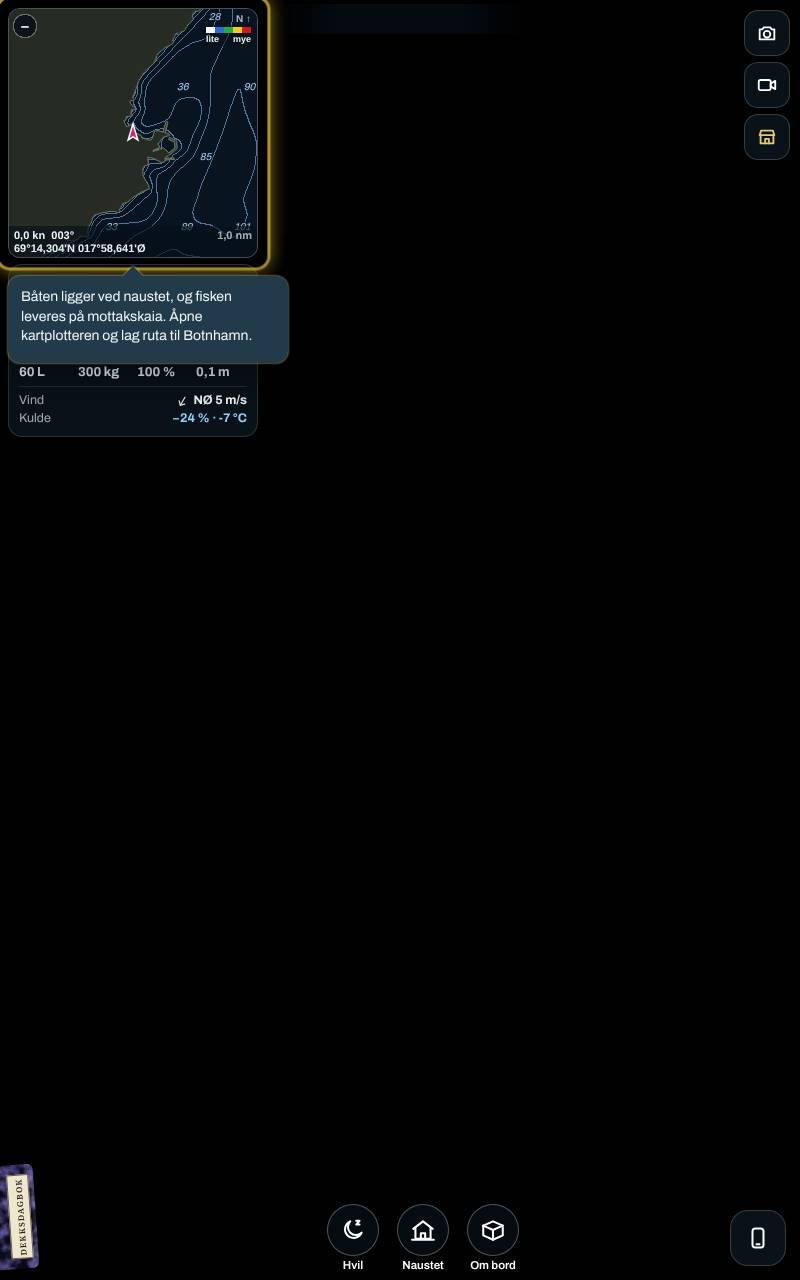 28
N ↑
lite mye
36
90
85
33
89
101
0,0 kn 003°
1,0 nm
69°14,304'N 017°58,641'Ø
Båten ligger ved naustet, og fisken
leveres på mottakskaia. Åpne
kartplotteren og lag ruta til Botnhamn.
60 L 300 kg 100 % 0,1 m
Vind ↙ NØ 5 m/s
Kulde −24 % · -7 °C
DEKKSDAGBOK
Hvil Naustet Om bord